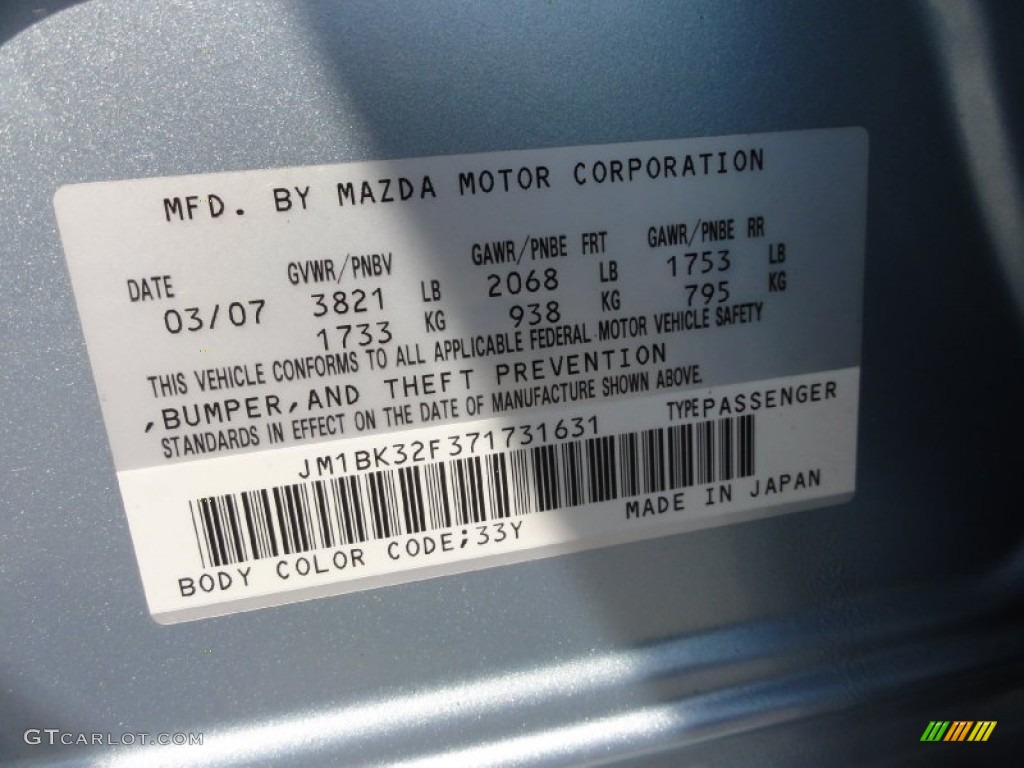 MFD. BY MAZDA MOTOR CORPORATION
DATE GVWR/PNBV GAWR/PNBE FRT GAWR/PNBE RR
03/07 3821 LB 2068 LB 1753 LB
1733 KG 938 KG 795 KG
THIS VEHICLE CONFORMS TO ALL APPLICABLE FEDERAL MOTOR VEHICLE SAFETY
,BUMPER,AND THEFT PREVENTION
STANDARDS IN EFFECT ON THE DATE OF MANUFACTURE SHOWN ABOVE.
JM1BK32F371731631 TYPE PASSENGER
BODY COLOR CODE;33Y MADE IN JAPAN
GTCARLOT.COM